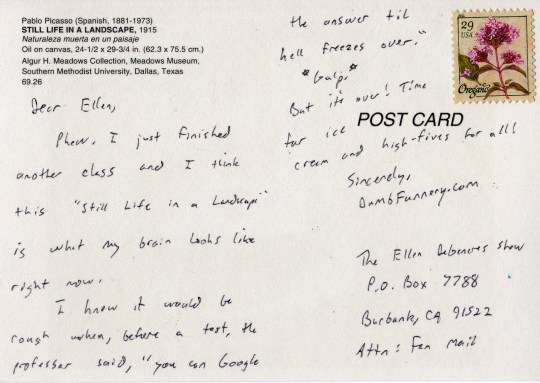 Pablo Picasso (Spanish, 1881-1973)
STILL LIFE IN A LANDSCAPE, 1915
Naturaleza muerta en un paisaje
Oil on canvas, 24-1/2 x 29-3/4 in. (62.3 x 75.5 cm.)
Algur H. Meadows Collection, Meadows Museum,
Southern Methodist University, Dallas, Texas
69.26
Dear Ellen,
Phew, I just finished
another class and I think
this "Still Life in a Landscape"
is what my brain looks like
right now.
I knew it would be
rough when, before a test, the
professor said, "you can Google
the answer til
hell freezes over."
*Gulp*
But it's over! Time
for ice
cream and high-fives for all!
Sincerely,
DumbFunnery.com
29
USA
Oregano
POST CARD
The Ellen Degeneres Show
P.O. Box 7788
Burbank, CA 91522
Attn: Fan Mail